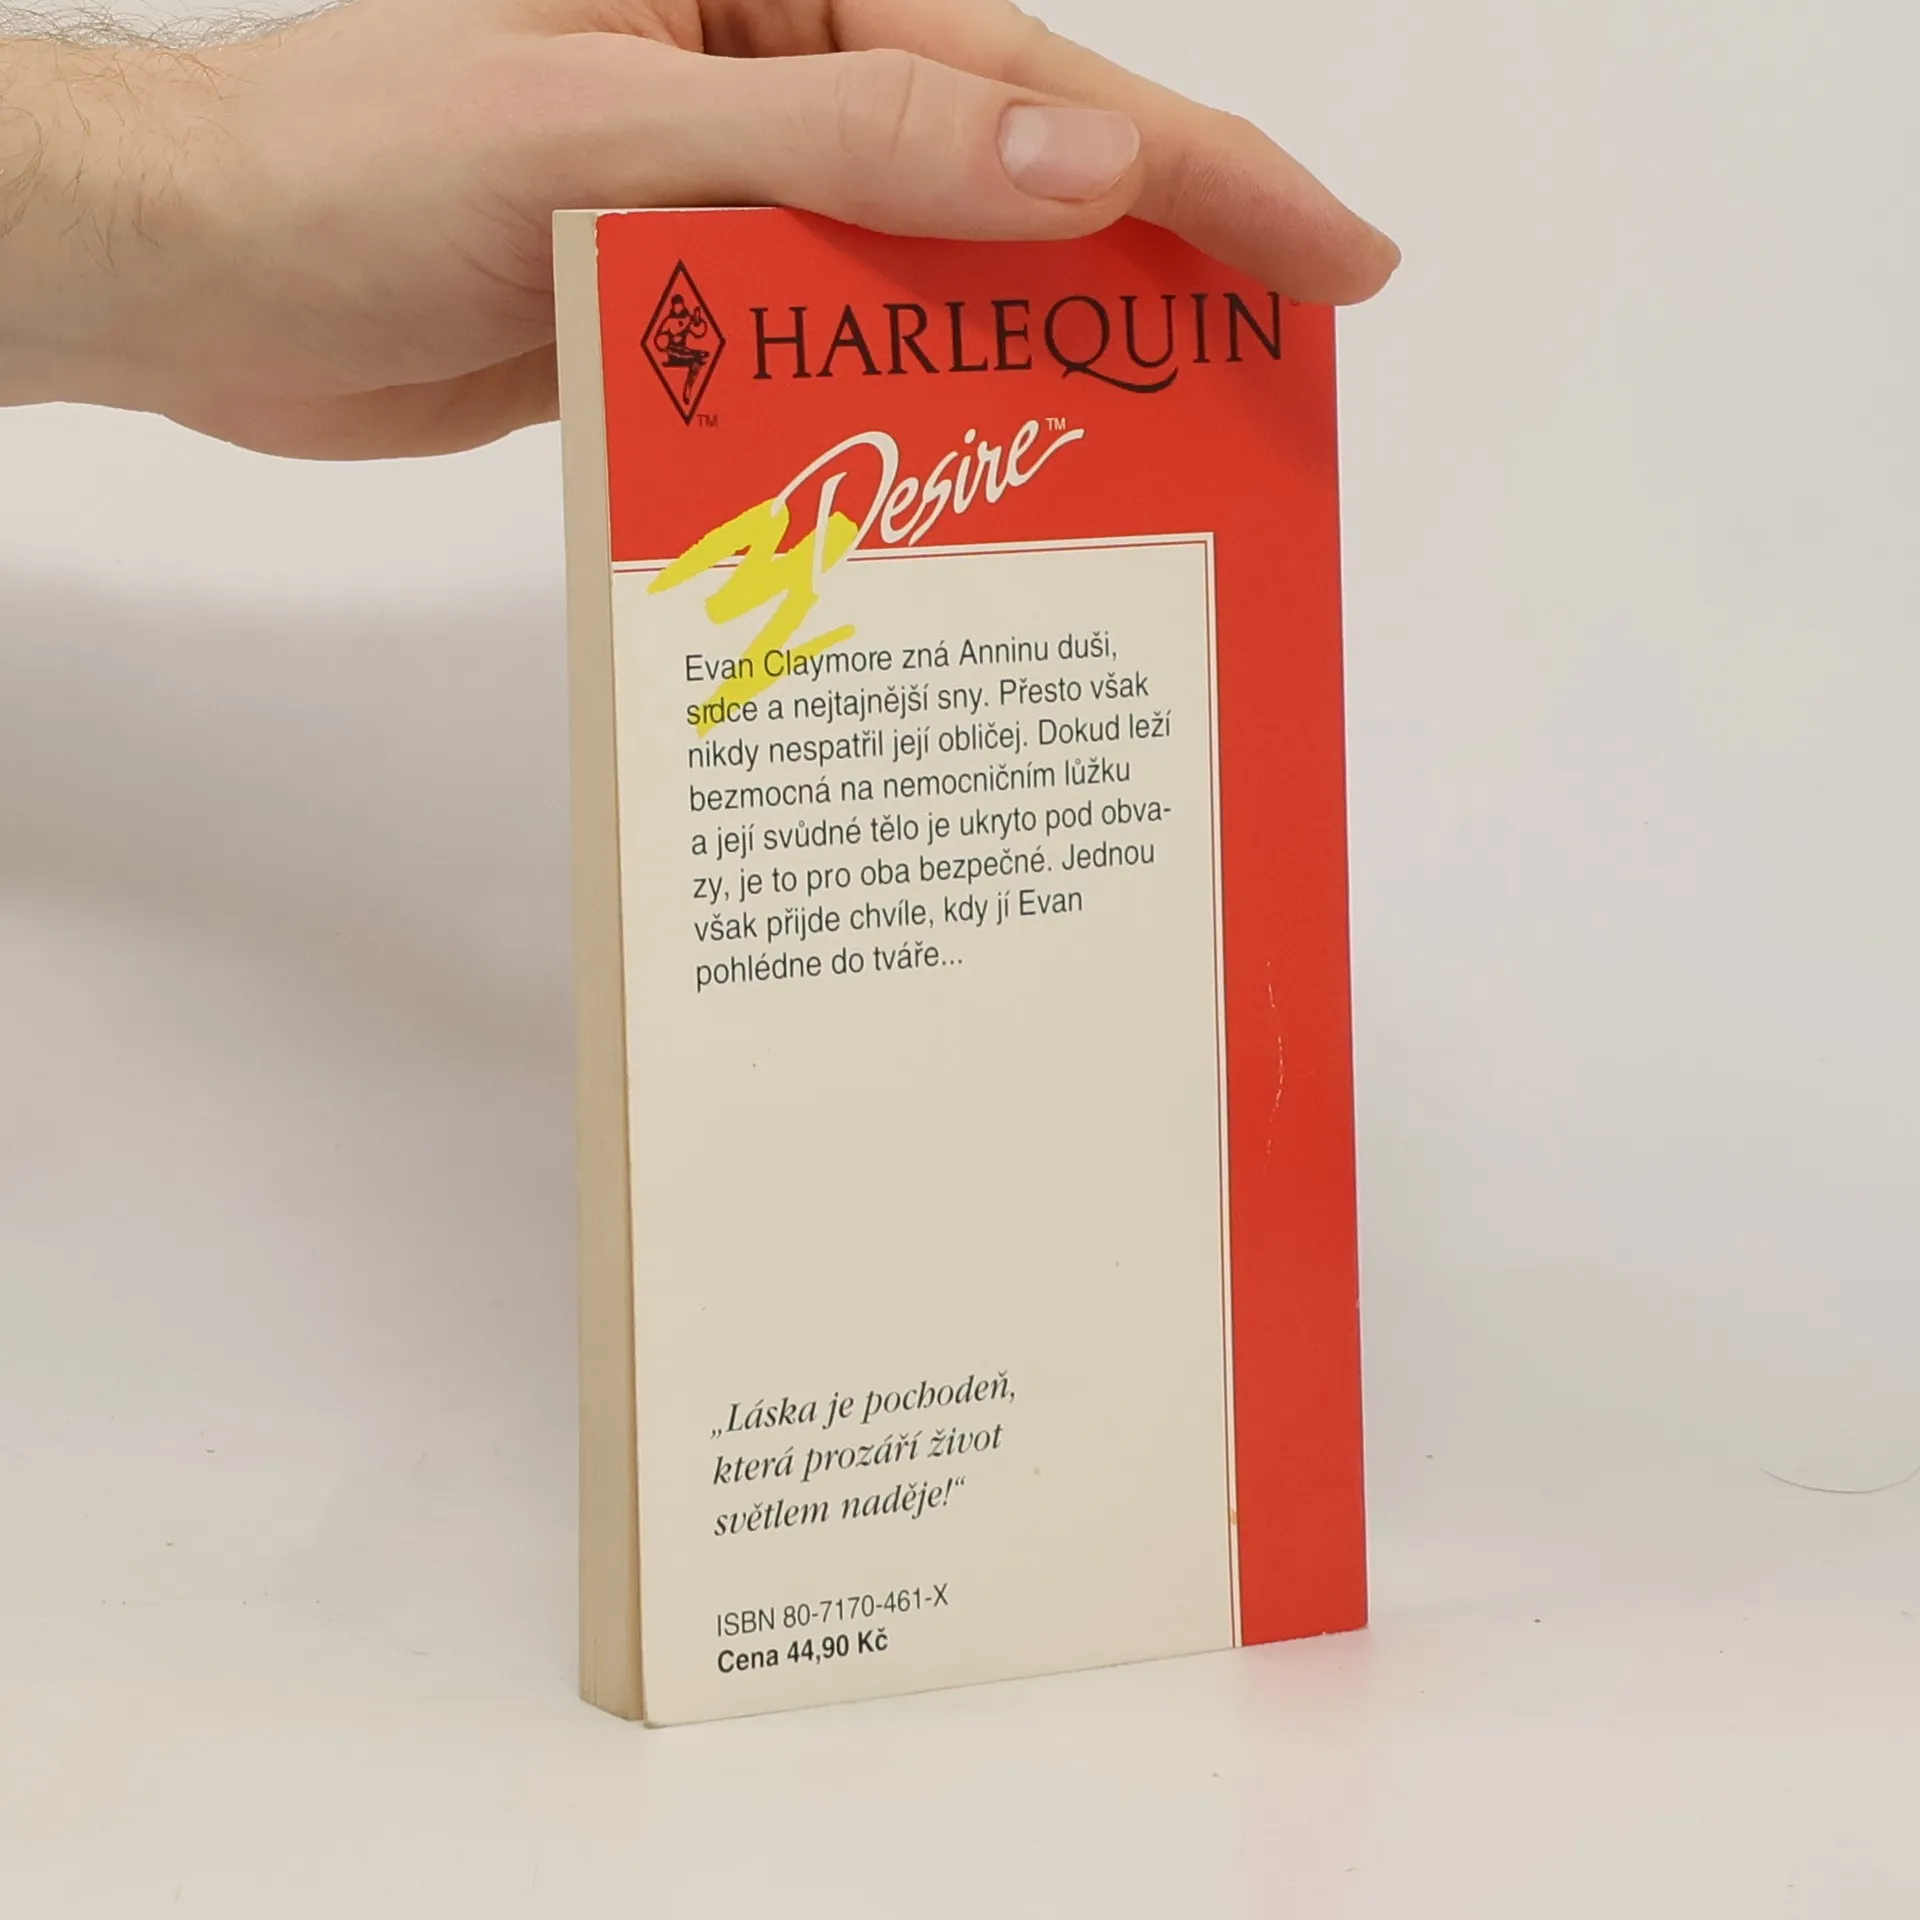 HARLEQUIN
TM
Desire™
Evan Claymore zná Anninu duši,
srdce a nejtajnější sny. Přesto však
nikdy nespatřil její obličej. Dokud leží
bezmocná na nemocničním lůžku
a její svůdné tělo je ukryto pod obva-
zy, je to pro oba bezpečné. Jednou
však přijde chvíle, kdy jí Evan
pohlédne do tváře...
„Láska je pochodeň,
která prozáří život
světlem naděje!“
ISBN 80-7170-461-X
Cena 44,90 Kč